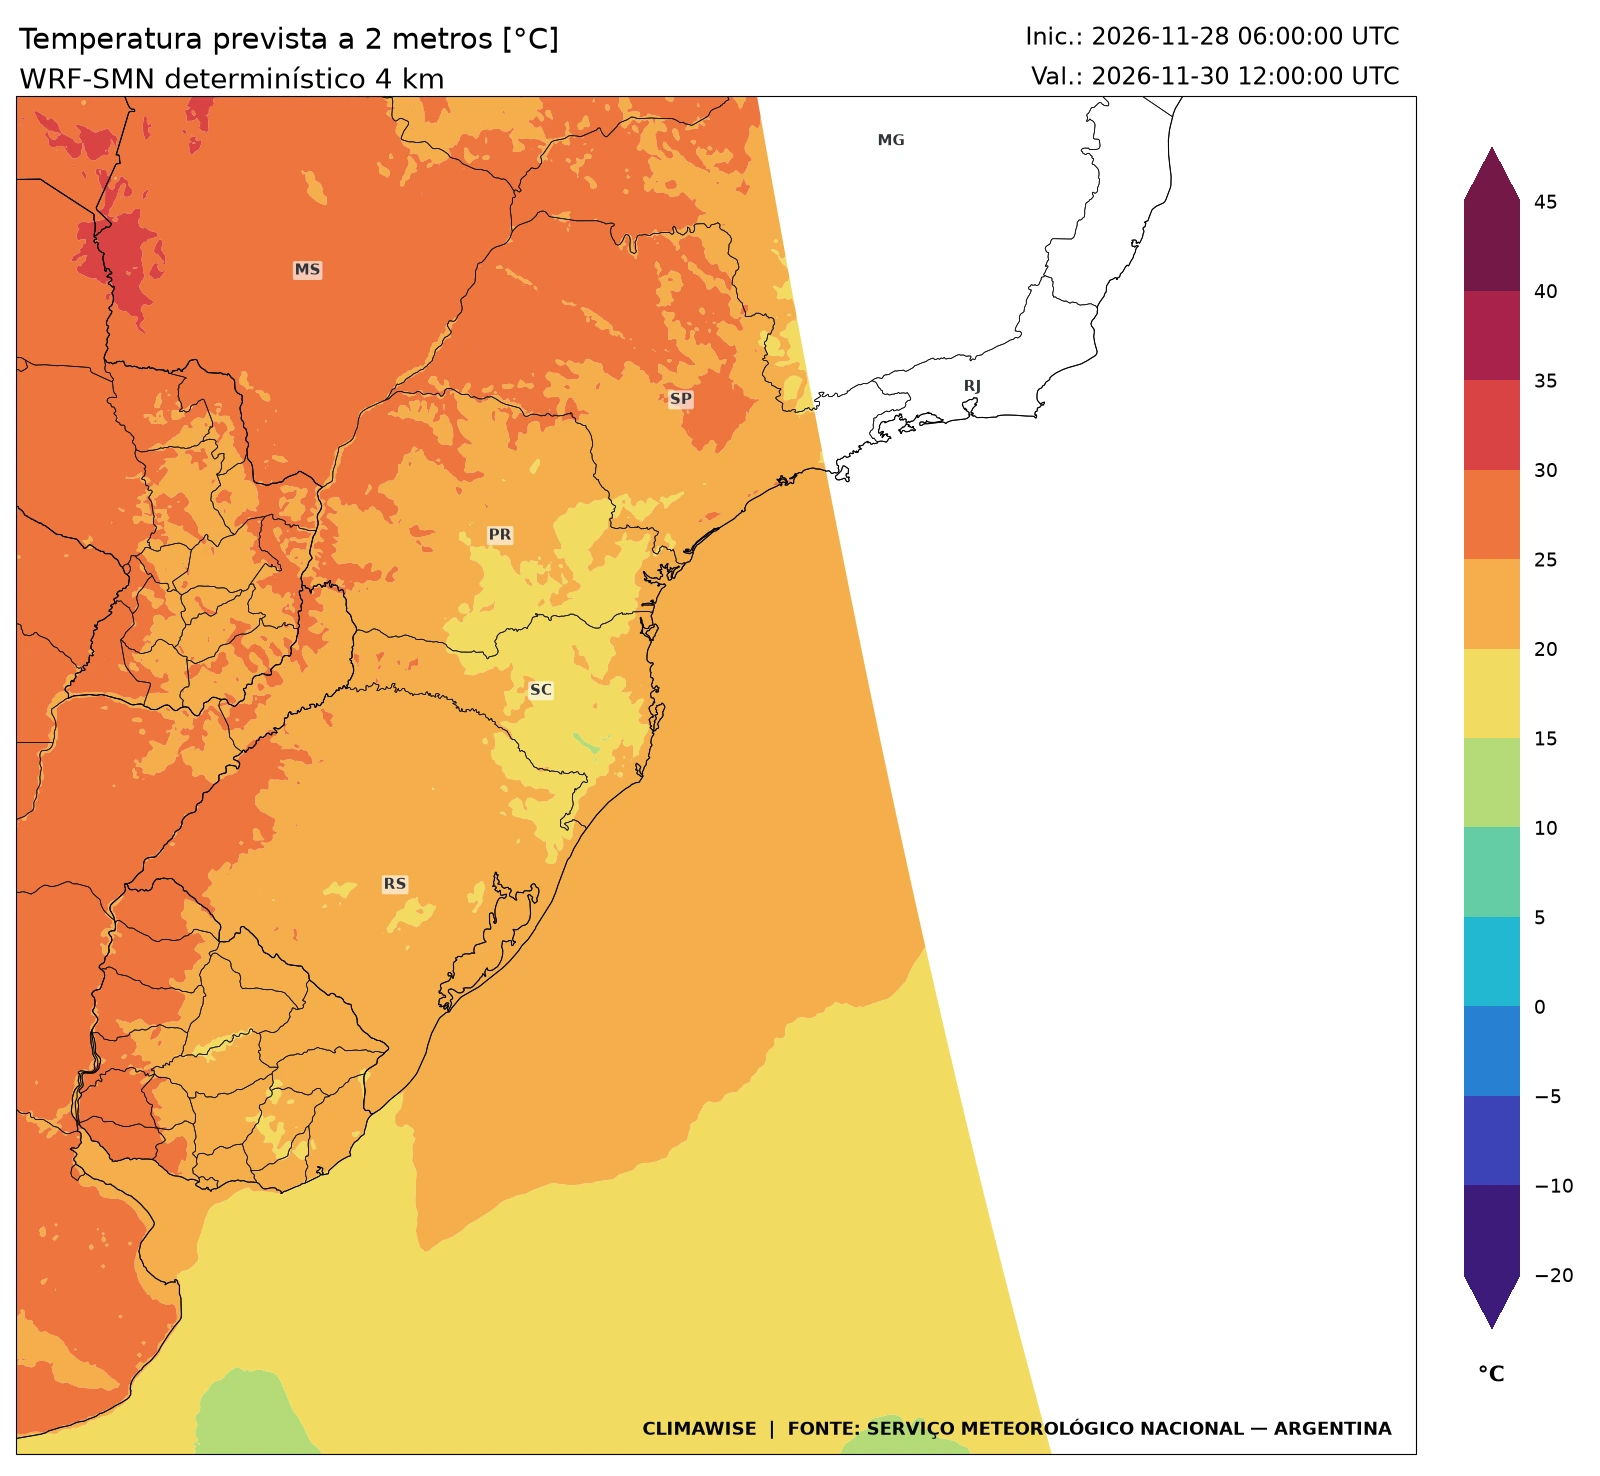 Temperatura prevista a 2 metros [°C]
WRF-SMN determinístico 4 km
Inic.: 2026-11-28 06:00:00 UTC
Val.: 2026-11-30 12:00:00 UTC
MG
MS
RJ
SP
PR
SC
RS
45
40
35
30
25
20
15
10
5
0
−5
−10
−20
°C
CLIMAWISE | FONTE: SERVIÇO METEOROLÓGICO NACIONAL — ARGENTINA